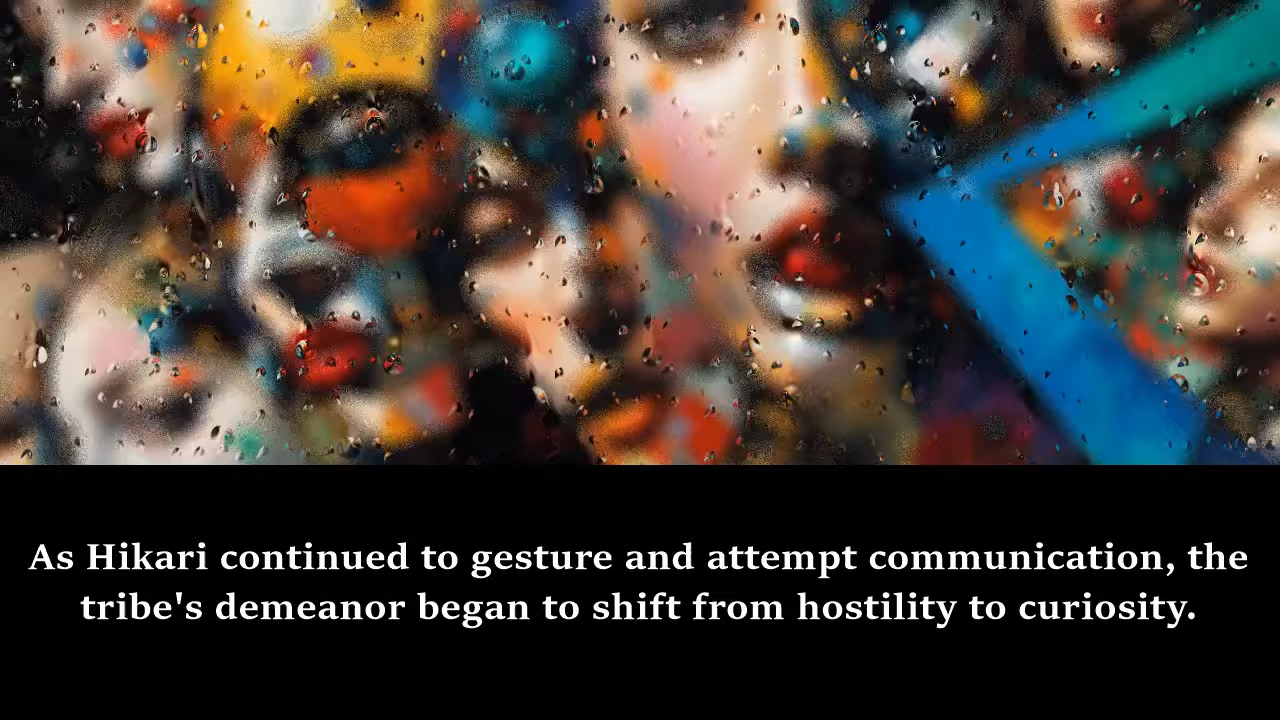 As Hikari continued to gesture and attempt communication, the
tribe's demeanor began to shift from hostility to curiosity.